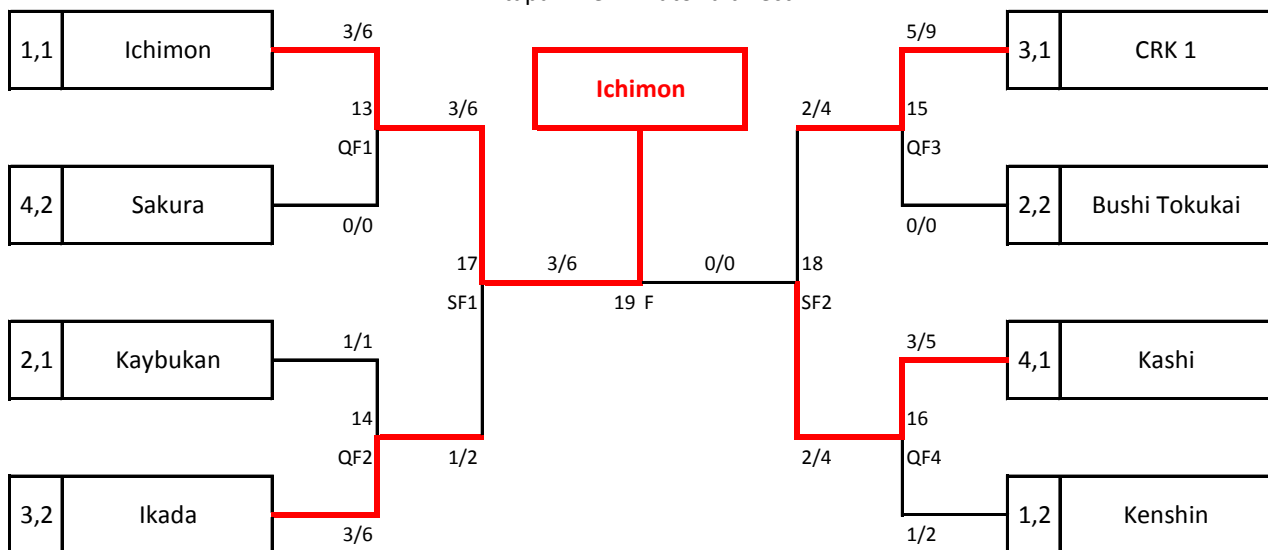 3/6
5/9
1,1 Ichimon
3,1 CRK 1
Ichimon
13
3/6
2/4
15
QF1
QF3
4,2 Sakura
2,2 Bushi Tokukai
0/0
0/0
17
3/6
0/0
18
SF1
19 F
SF2
1/1
3/5
2,1 Kaybukan
4,1 Kashi
14
16
QF2
1/2
2/4
QF4
3,2 Ikada
1,2 Kenshin
3/6
1/2